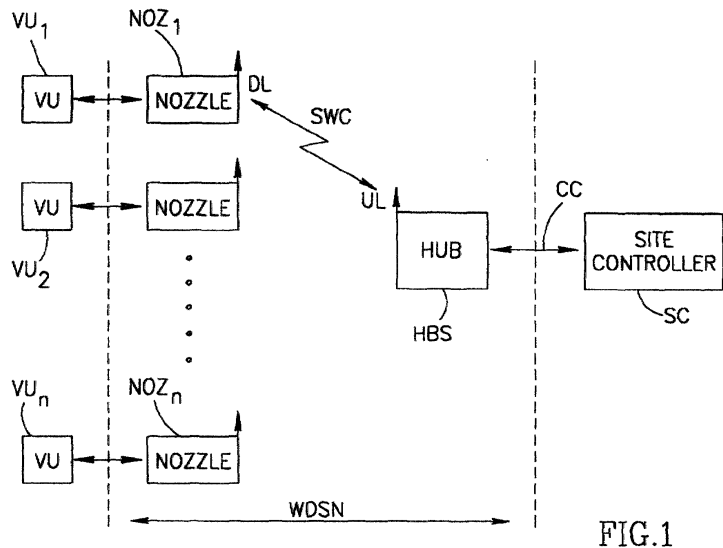 VU₁
NOZ₁
VU
NOZZLE
DL
SWC
VU
NOZZLE
VU₂
UL
HUB
HBS
CC
SITE
CONTROLLER
SC
VUₙ
NOZₙ
VU
NOZZLE
WDSN
FIG.1